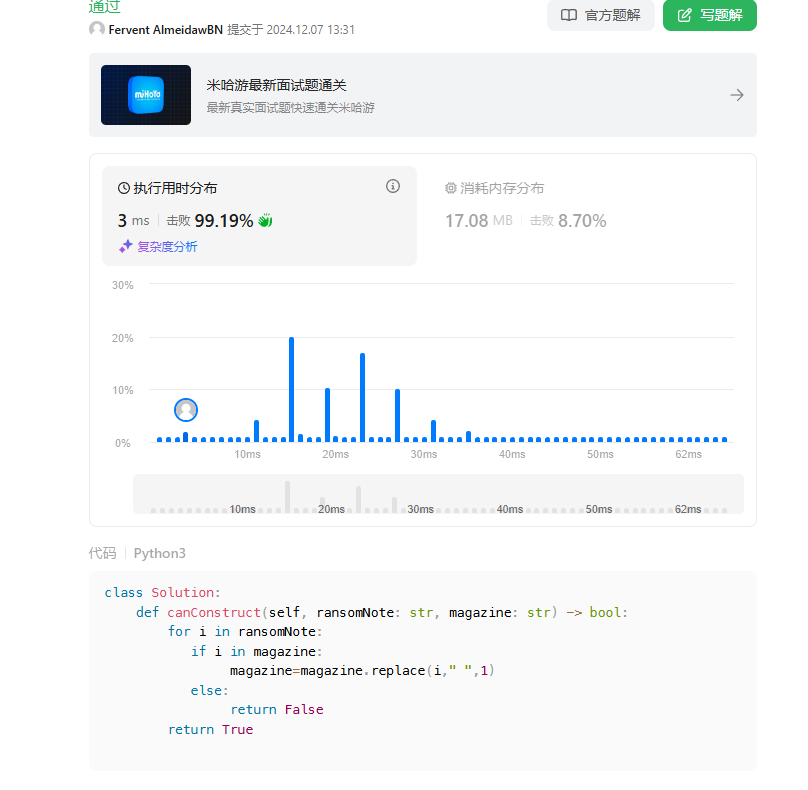 通过
Fervent AlmeidawBN 提交于 2024.12.07 13:31
官方题解
写题解
miHoYo
米哈游最新面试题通关
最新真实面试题快速通关米哈游
执行用时分布
3 ms 击败 99.19%
复杂度分析
消耗内存分布
17.08 MB 击败 8.70%
30%
20%
10%
0%
10ms 20ms 30ms 40ms 50ms 62ms
10ms 20ms 30ms 40ms 50ms 62ms
代码 Python3
class Solution:
    def canConstruct(self, ransomNote: str, magazine: str) -> bool:
        for i in ransomNote:
           if i in magazine:
                magazine=magazine.replace(i," ",1)
           else:
                return False
        return True